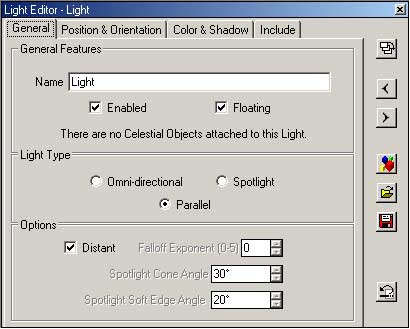 Light Editor - Light
General
Position & Orientation
Color & Shadow
Include
General Features
Name Light
Enabled
Floating
There are no Celestial Objects attached to this Light.
Light Type
Omni-directional
Spotlight
Parallel
Options
Distant
Falloff Exponent (0-5) 0
Spotlight Cone Angle 30°
Spotlight Soft Edge Angle 20°